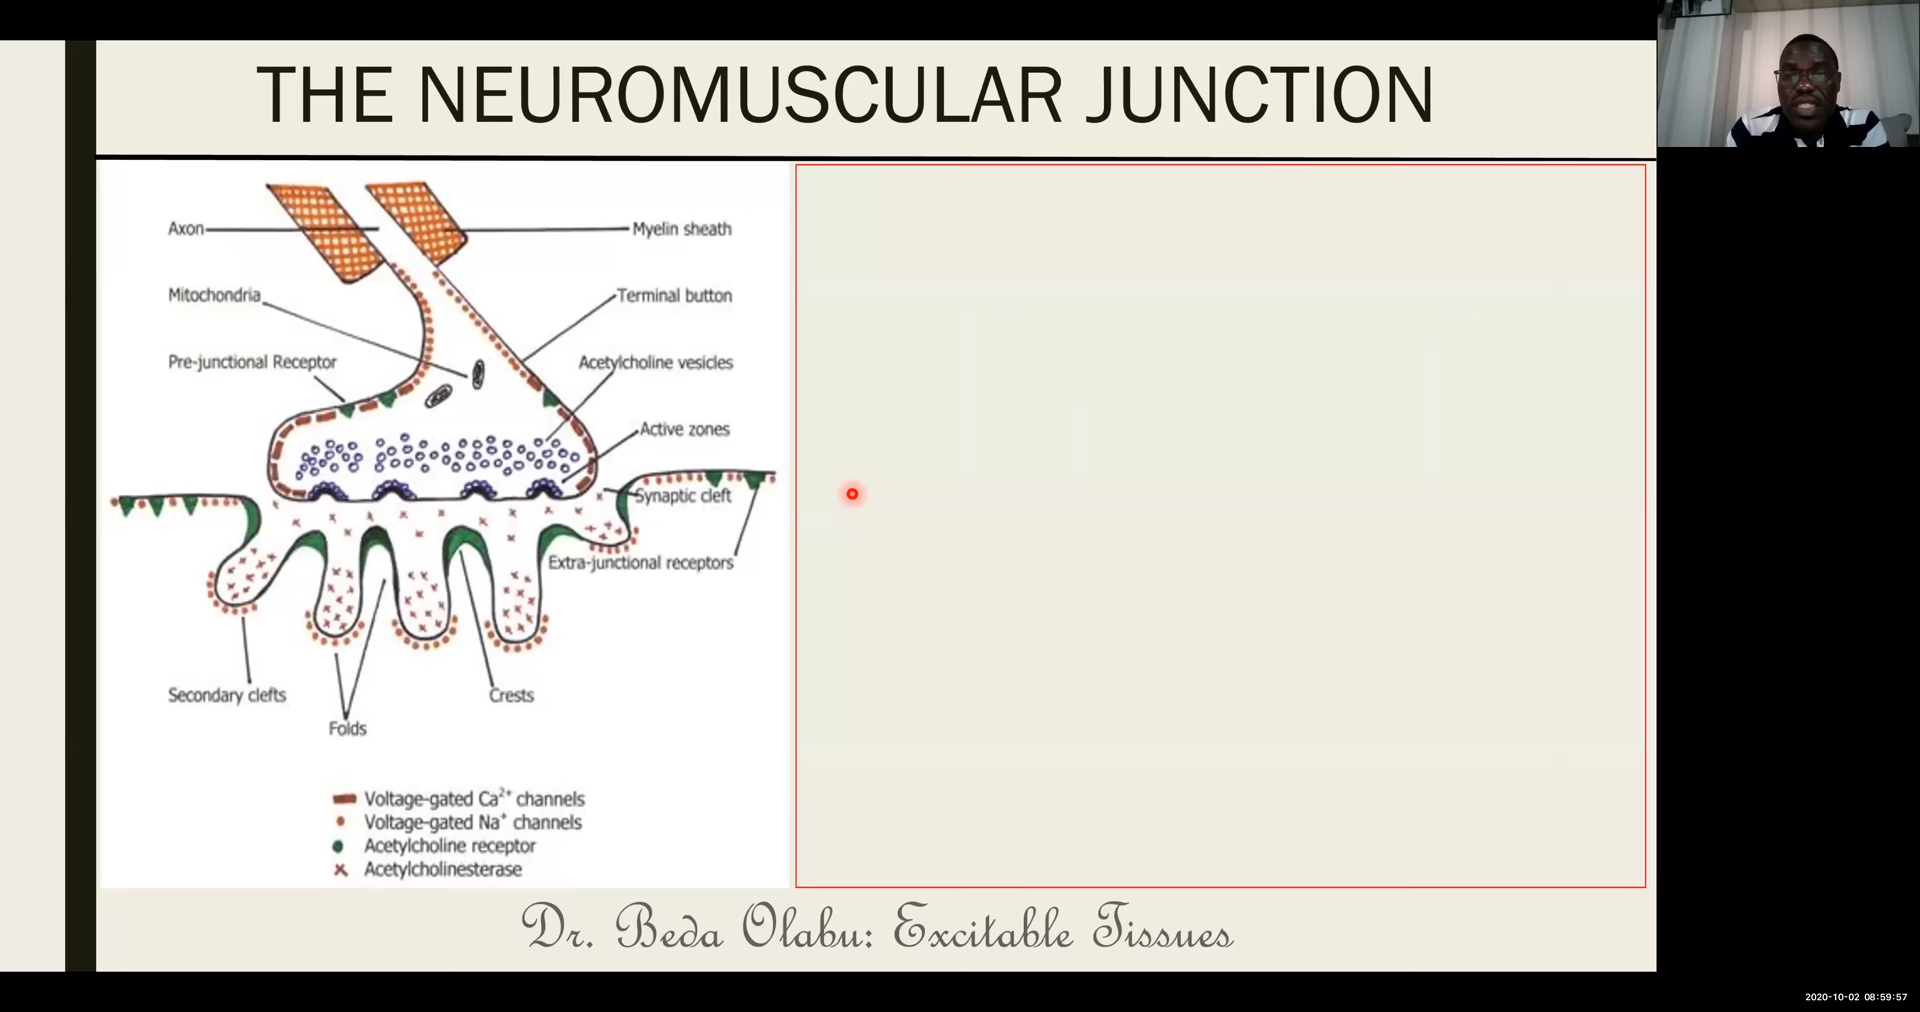 THE NEUROMUSCULAR JUNCTION
Axon
Myelin sheath
Mitochondria
Terminal button
Pre-junctional Receptor
Acetylcholine vesicles
Active zones
Synaptic cleft
Extra-junctional receptors
Secondary clefts
Crests
Folds
Voltage-gated Ca²⁺ channels
Voltage-gated Na⁺ channels
Acetylcholine receptor
Acetylcholinesterase
Dr. Beda Olabu: Excitable Tissues
2020-10-02 08:59:57